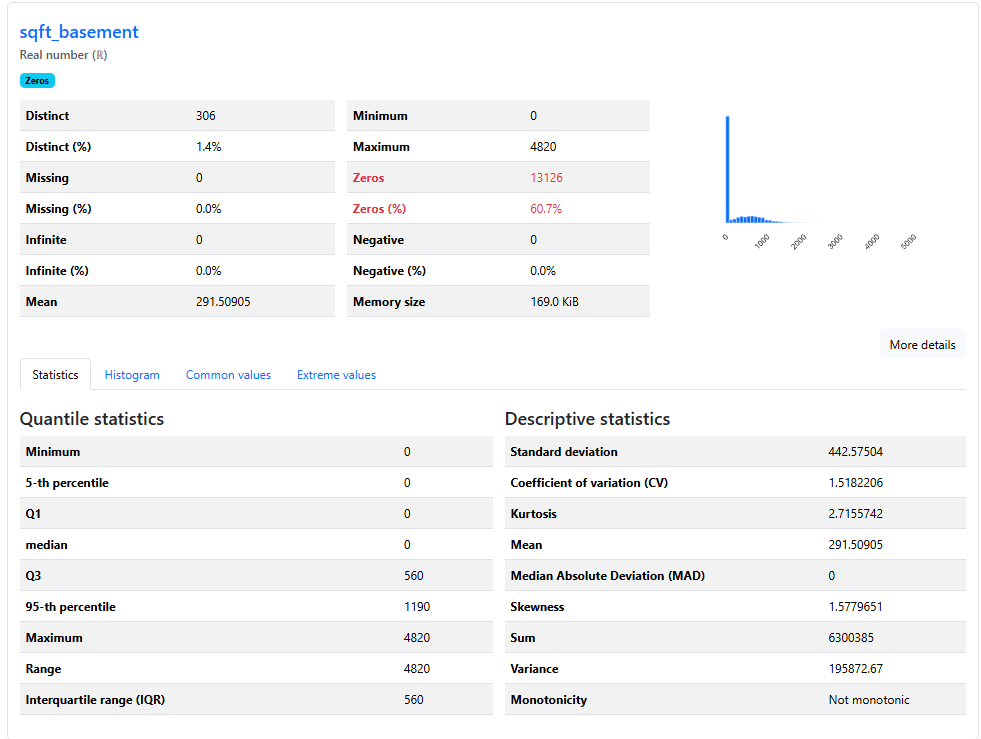 sqft_basement
Real number (ℝ)
Zeros
Distinct 306
Distinct (%) 1.4%
Missing 0
Missing (%) 0.0%
Infinite 0
Infinite (%) 0.0%
Mean 291.50905
Minimum 0
Maximum 4820
Zeros 13126
Zeros (%) 60.7%
Negative 0
Negative (%) 0.0%
Memory size 169.0 KiB
0 1000 2000 3000 4000 5000
More details
Statistics Histogram Common values Extreme values
Quantile statistics
Minimum 0
5-th percentile 0
Q1 0
median 0
Q3 560
95-th percentile 1190
Maximum 4820
Range 4820
Interquartile range (IQR) 560
Descriptive statistics
Standard deviation 442.57504
Coefficient of variation (CV) 1.5182206
Kurtosis 2.7155742
Mean 291.50905
Median Absolute Deviation (MAD) 0
Skewness 1.5779651
Sum 6300385
Variance 195872.67
Monotonicity Not monotonic